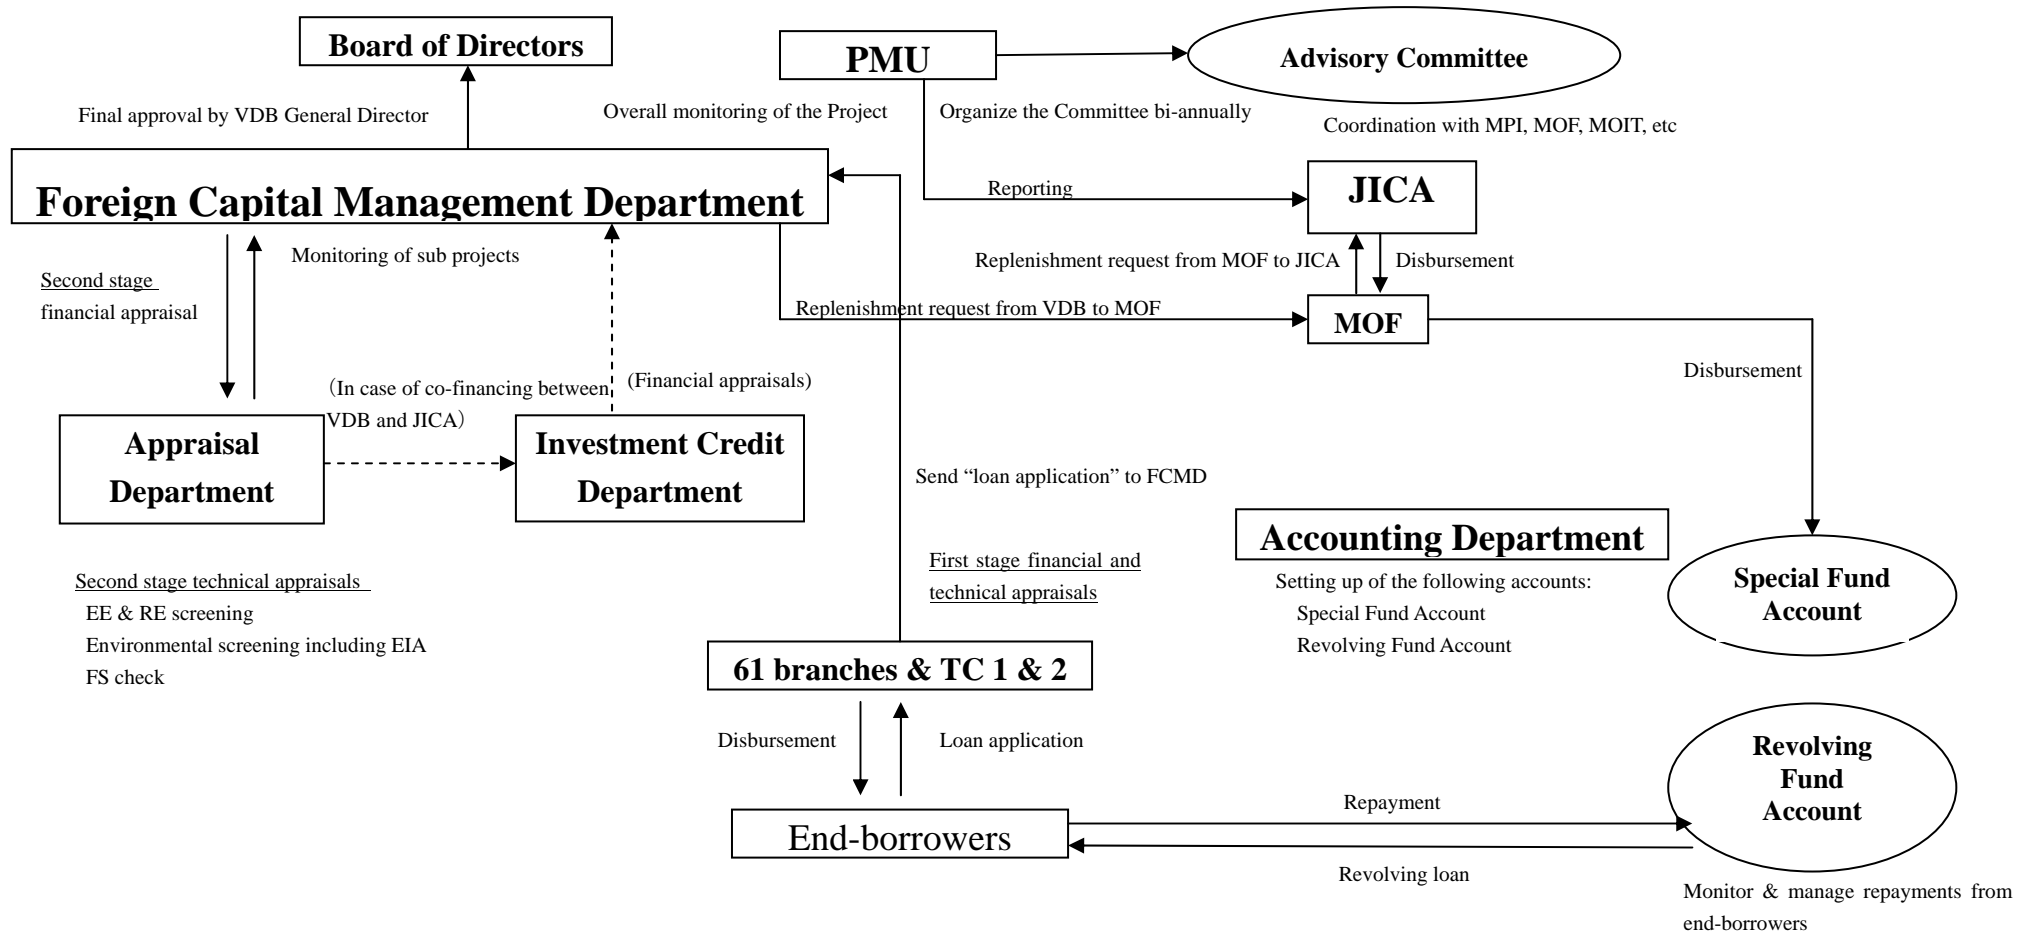 Board of Directors
PMU
Advisory Committee
Final approval by VDB General Director
Overall monitoring of the Project
Organize the Committee bi-annually
Coordination with MPI, MOF, MOIT, etc
Foreign Capital Management Department
Reporting
JICA
Monitoring of sub projects
Replenishment request from MOF to JICA
Disbursement
Second stage
financial appraisal
Replenishment request from VDB to MOF
MOF
Disbursement
(In case of co-financing between
VDB and JICA)
(Financial appraisals)
Appraisal
Department
Investment Credit
Department
Send “loan application” to FCMD
Accounting Department
Setting up of the following accounts:
Special Fund Account
Revolving Fund Account
Special Fund
Account
Second stage technical appraisals
EE & RE screening
Environmental screening including EIA
FS check
First stage financial and
technical appraisals
61 branches & TC 1 & 2
Disbursement
Loan application
Revolving
Fund
Account
End-borrowers
Repayment
Revolving loan
Monitor & manage repayments from
end-borrowers